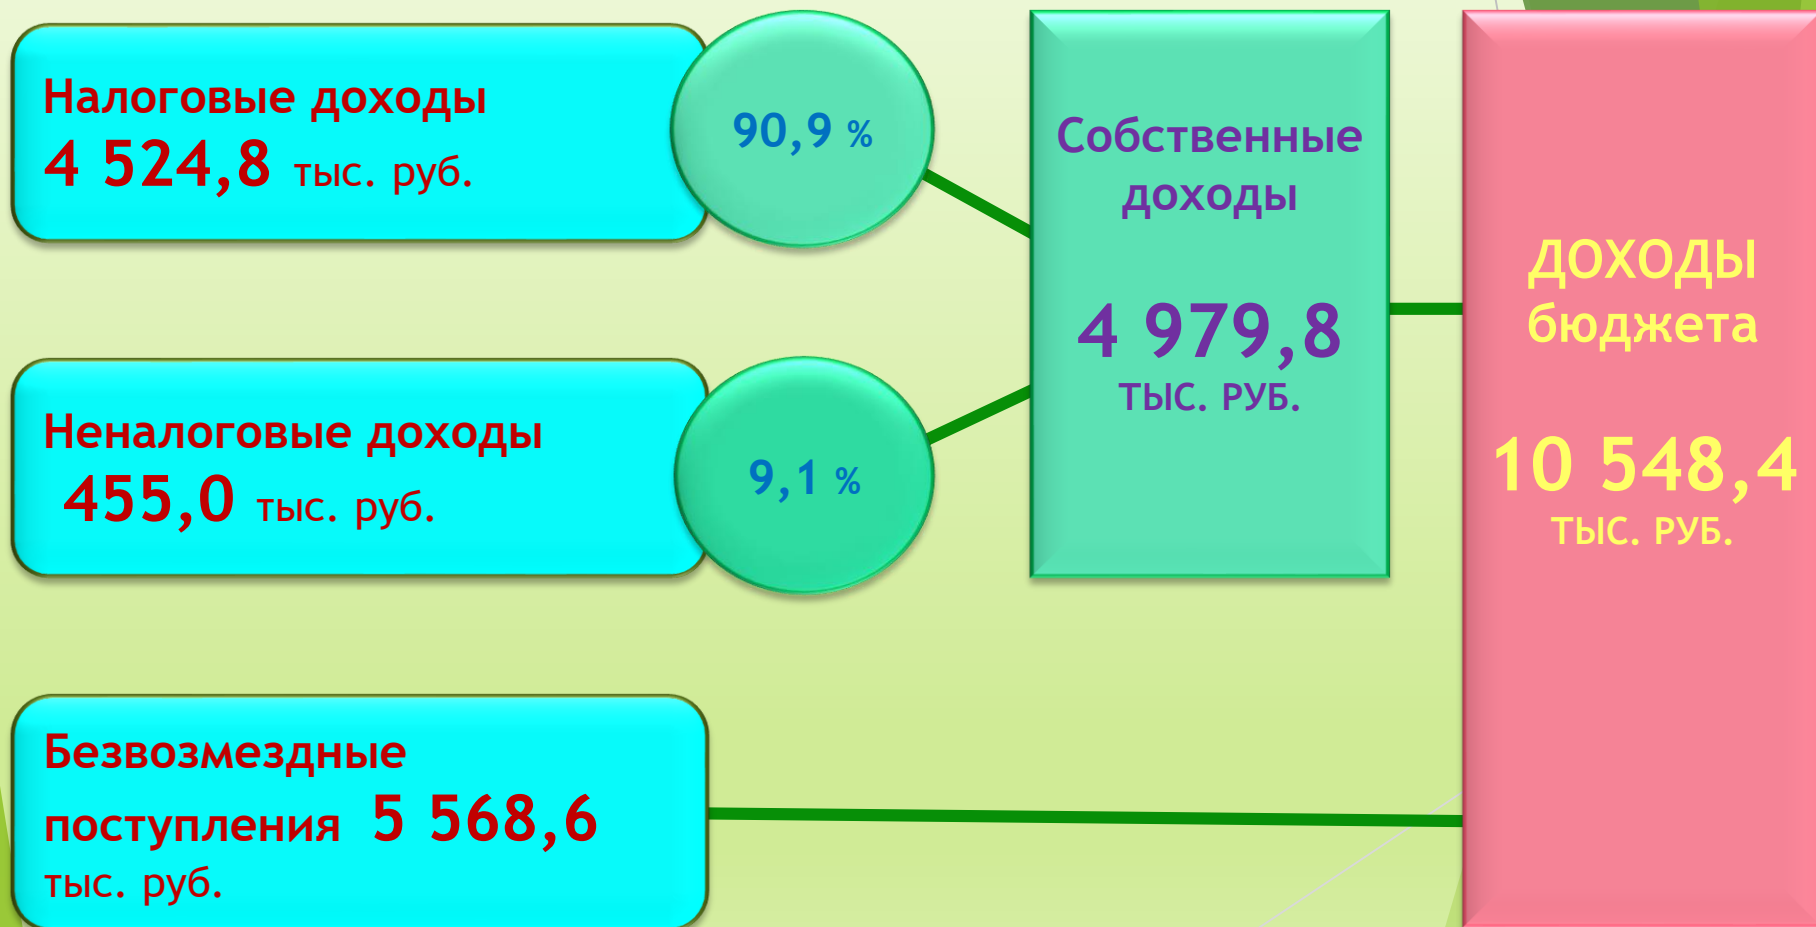 Налоговые доходы
4 524,8 тыс. руб.
90,9 %
Неналоговые доходы
455,0 тыс. руб.
9,1 %
Безвозмездные
поступления 5 568,6
тыс. руб.
Собственные
доходы
4 979,8
ТЫС. РУБ.
ДОХОДЫ
бюджета
10 548,4
ТЫС. РУБ.